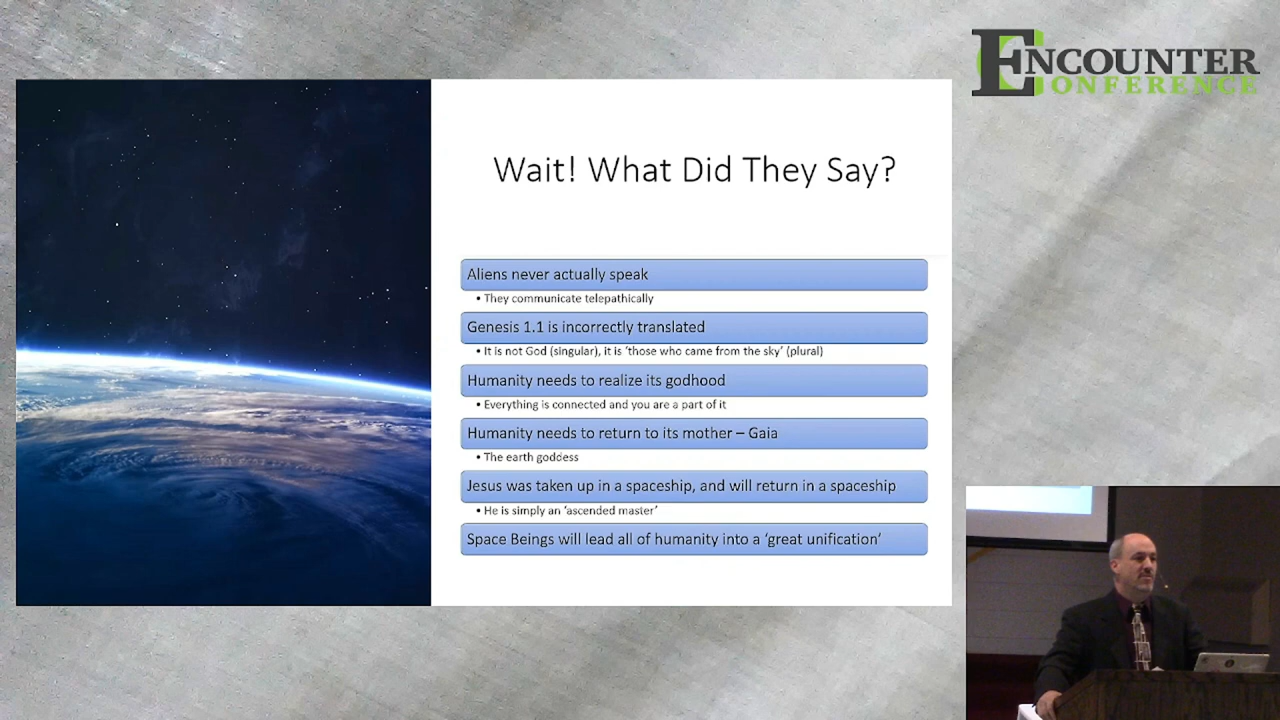 ENCOUNTER
CONFERENCE
Wait! What Did They Say?
Aliens never actually speak
• They communicate telepathically
Genesis 1.1 is incorrectly translated
• It is not God (singular), it is ‘those who came from the sky’ (plural)
Humanity needs to realize its godhood
• Everything is connected and you are a part of it
Humanity needs to return to its mother – Gaia
• The earth goddess
Jesus was taken up in a spaceship, and will return in a spaceship
• He is simply an ‘ascended master’
Space Beings will lead all of humanity into a ‘great unification’